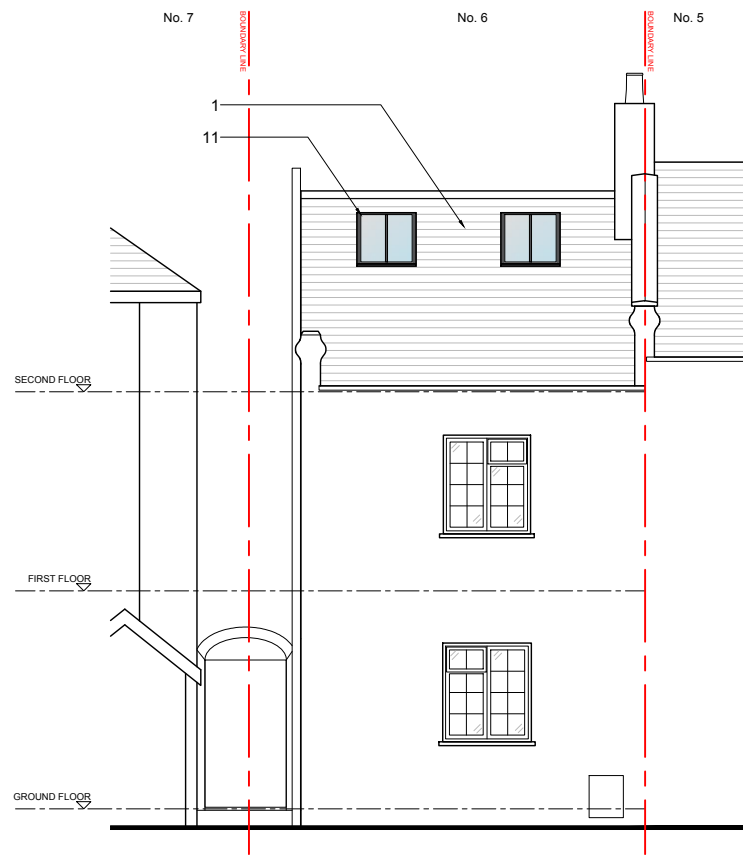 No. 7
No. 6
No. 5
BOUNDARY LINE
BOUNDARY LINE
1
11
SECOND FLOOR
FIRST FLOOR
GROUND FLOOR